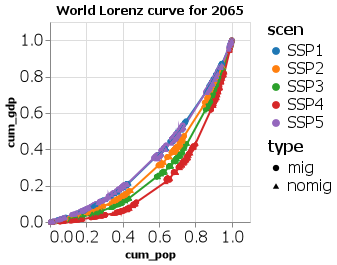 World Lorenz curve for 2065
cum_gdp
1.0
0.8
0.6
0.4
0.2
0.0
0.0 0.2 0.4 0.6 0.8 1.0
cum_pop
scen
SSP1
SSP2
SSP3
SSP4
SSP5
type
mig
nomig